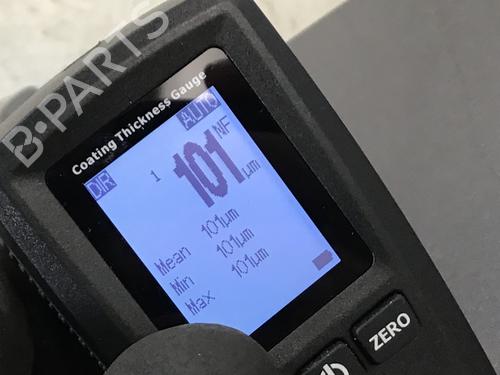 B-PARTS
Coating Thickness Gauge
AUTO
DIR 1 101 NF µm
Mean 101µm
Min 101µm
Max 101µm
ZERO